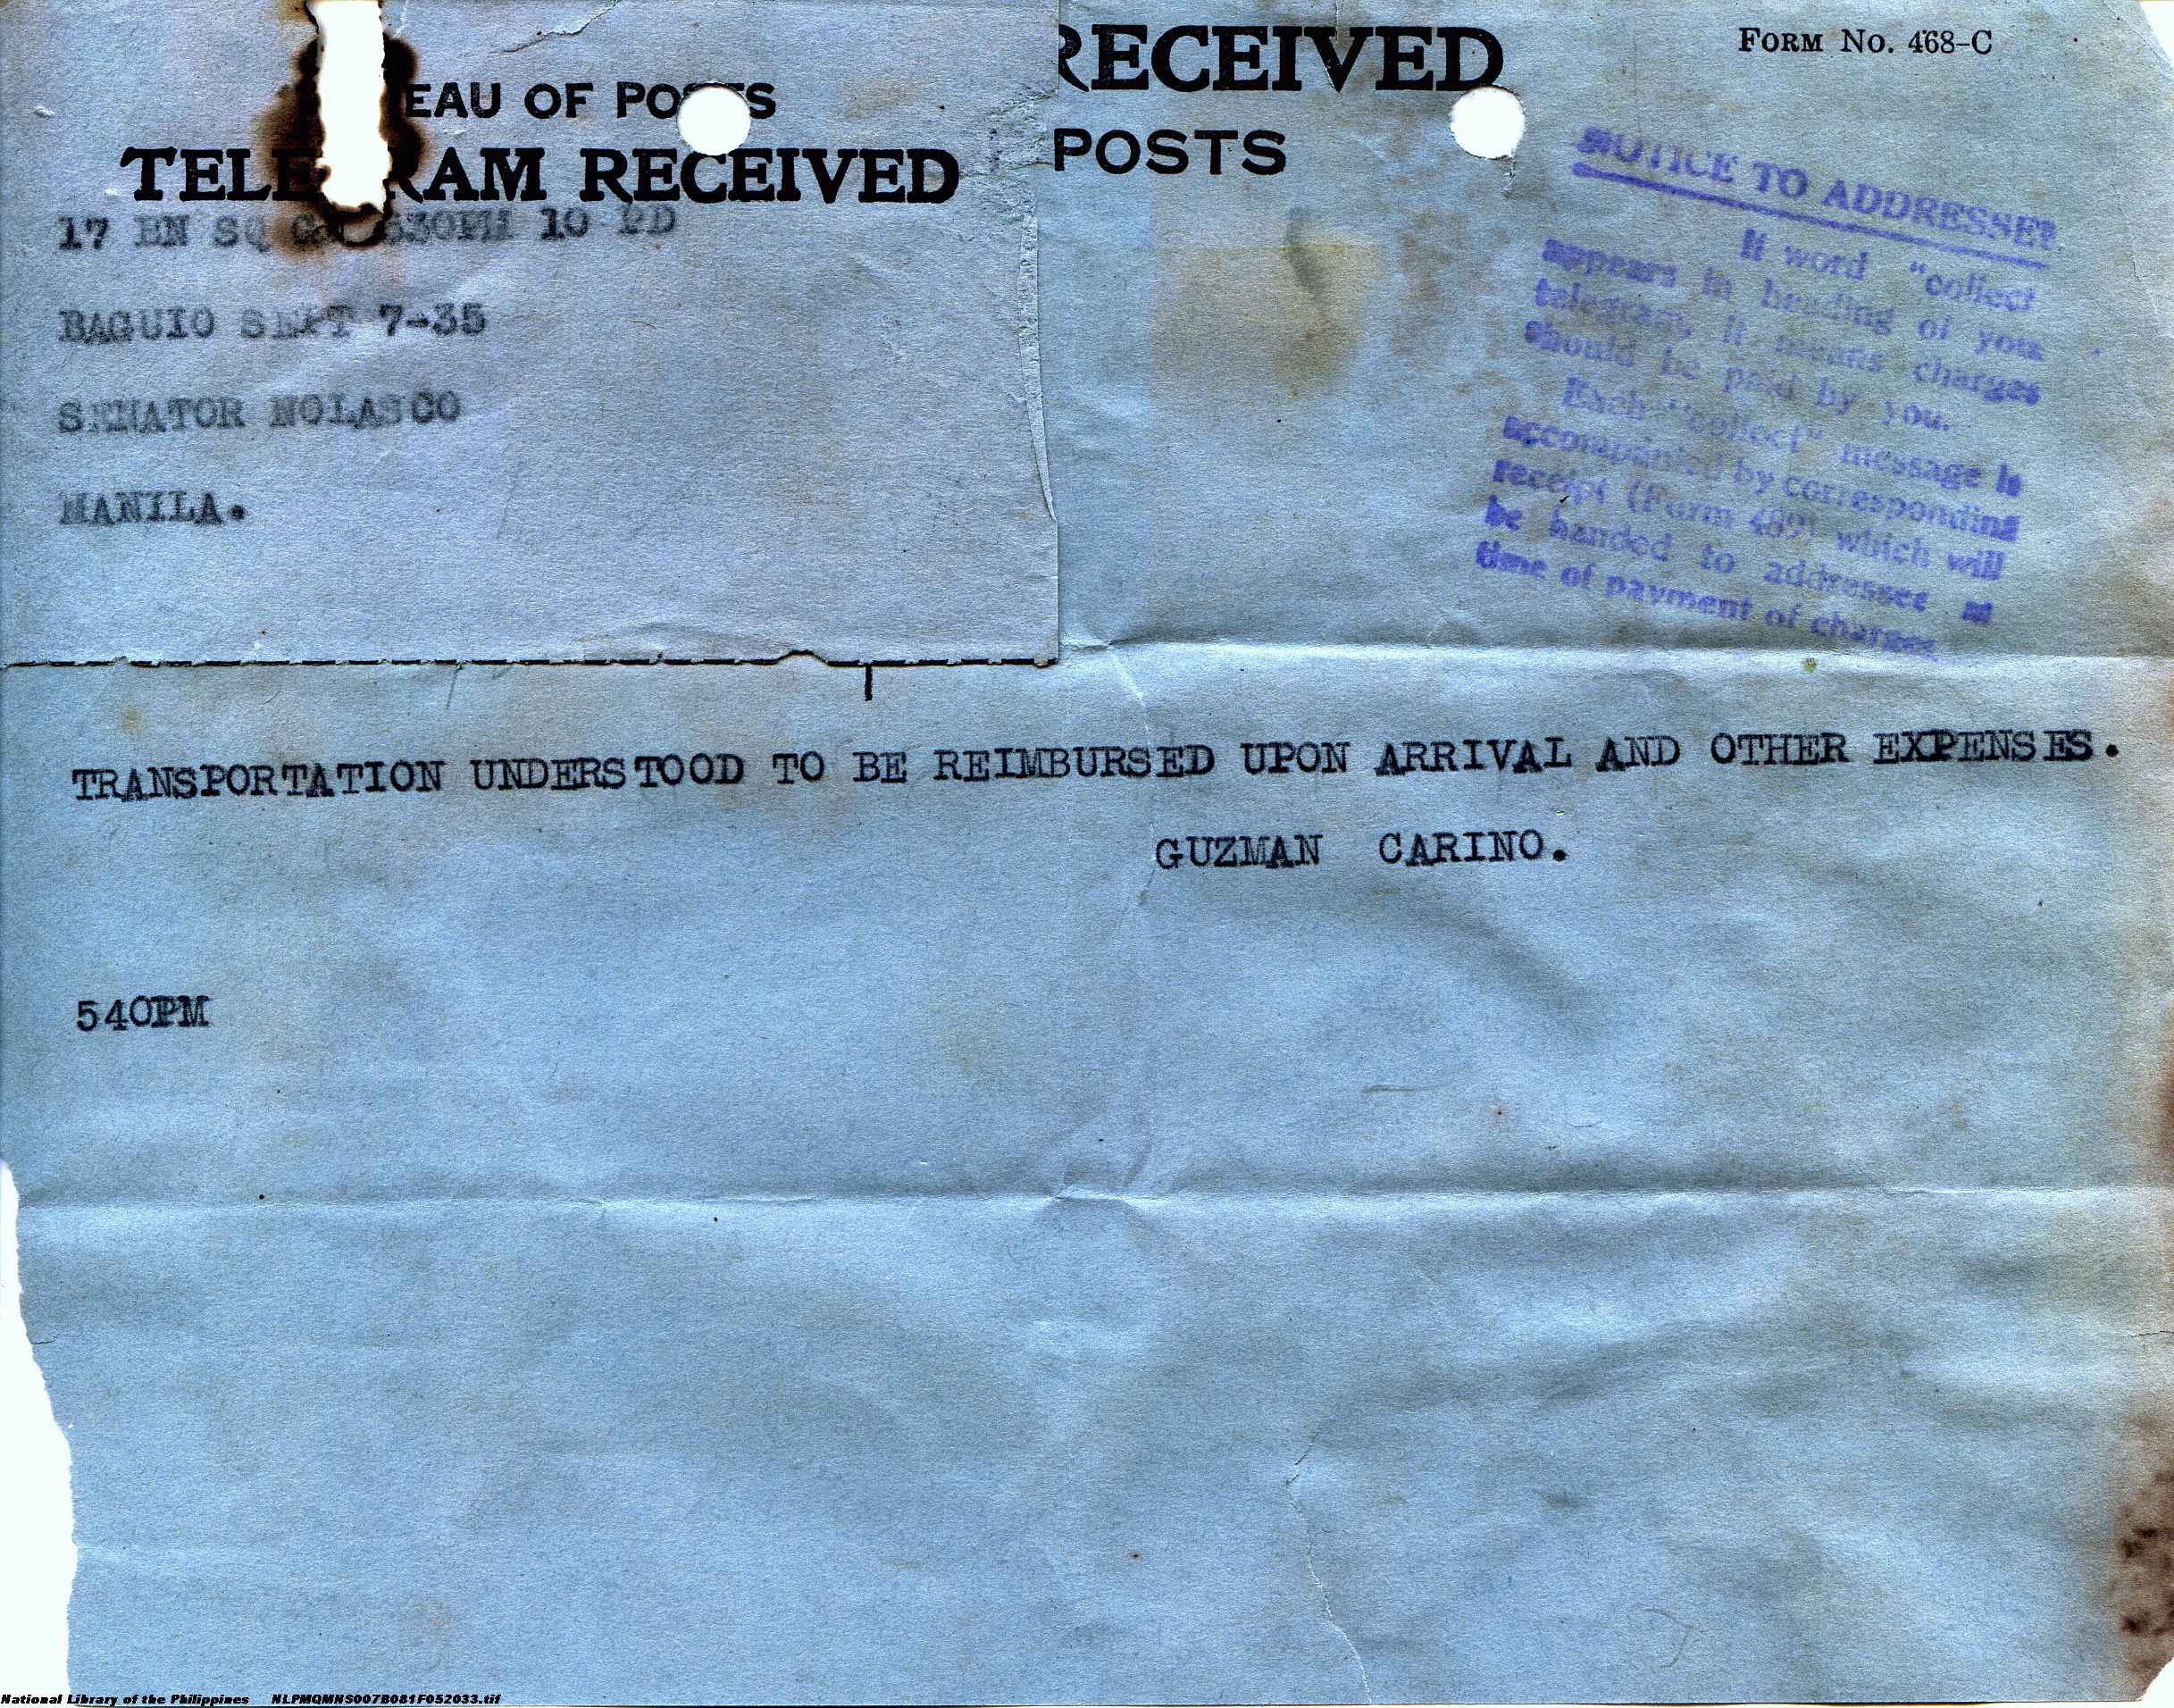 EAU OF POSTS
TELEGRAM RECEIVED
17 BN SQ 630PM 10 PD
BAGUIO SEPT 7-35
SENATOR NOLASCO
MANILA.
RECEIVED
POSTS
FORM NO. 468-C
NOTICE TO ADDRESSEE
If word "collect
appears in heading of your
telegram, it means charges
should be paid by you.
Each "collect" message is
accompanied by corresponding
receipt (Form 489) which will
be handed to addressee at
time of payment of charges
TRANSPORTATION UNDERSTOOD TO BE REIMBURSED UPON ARRIVAL AND OTHER EXPENSES.
GUZMAN CARINO.
540PM
National Library of the Philippines NLPMQMNS007B081F052033.tif